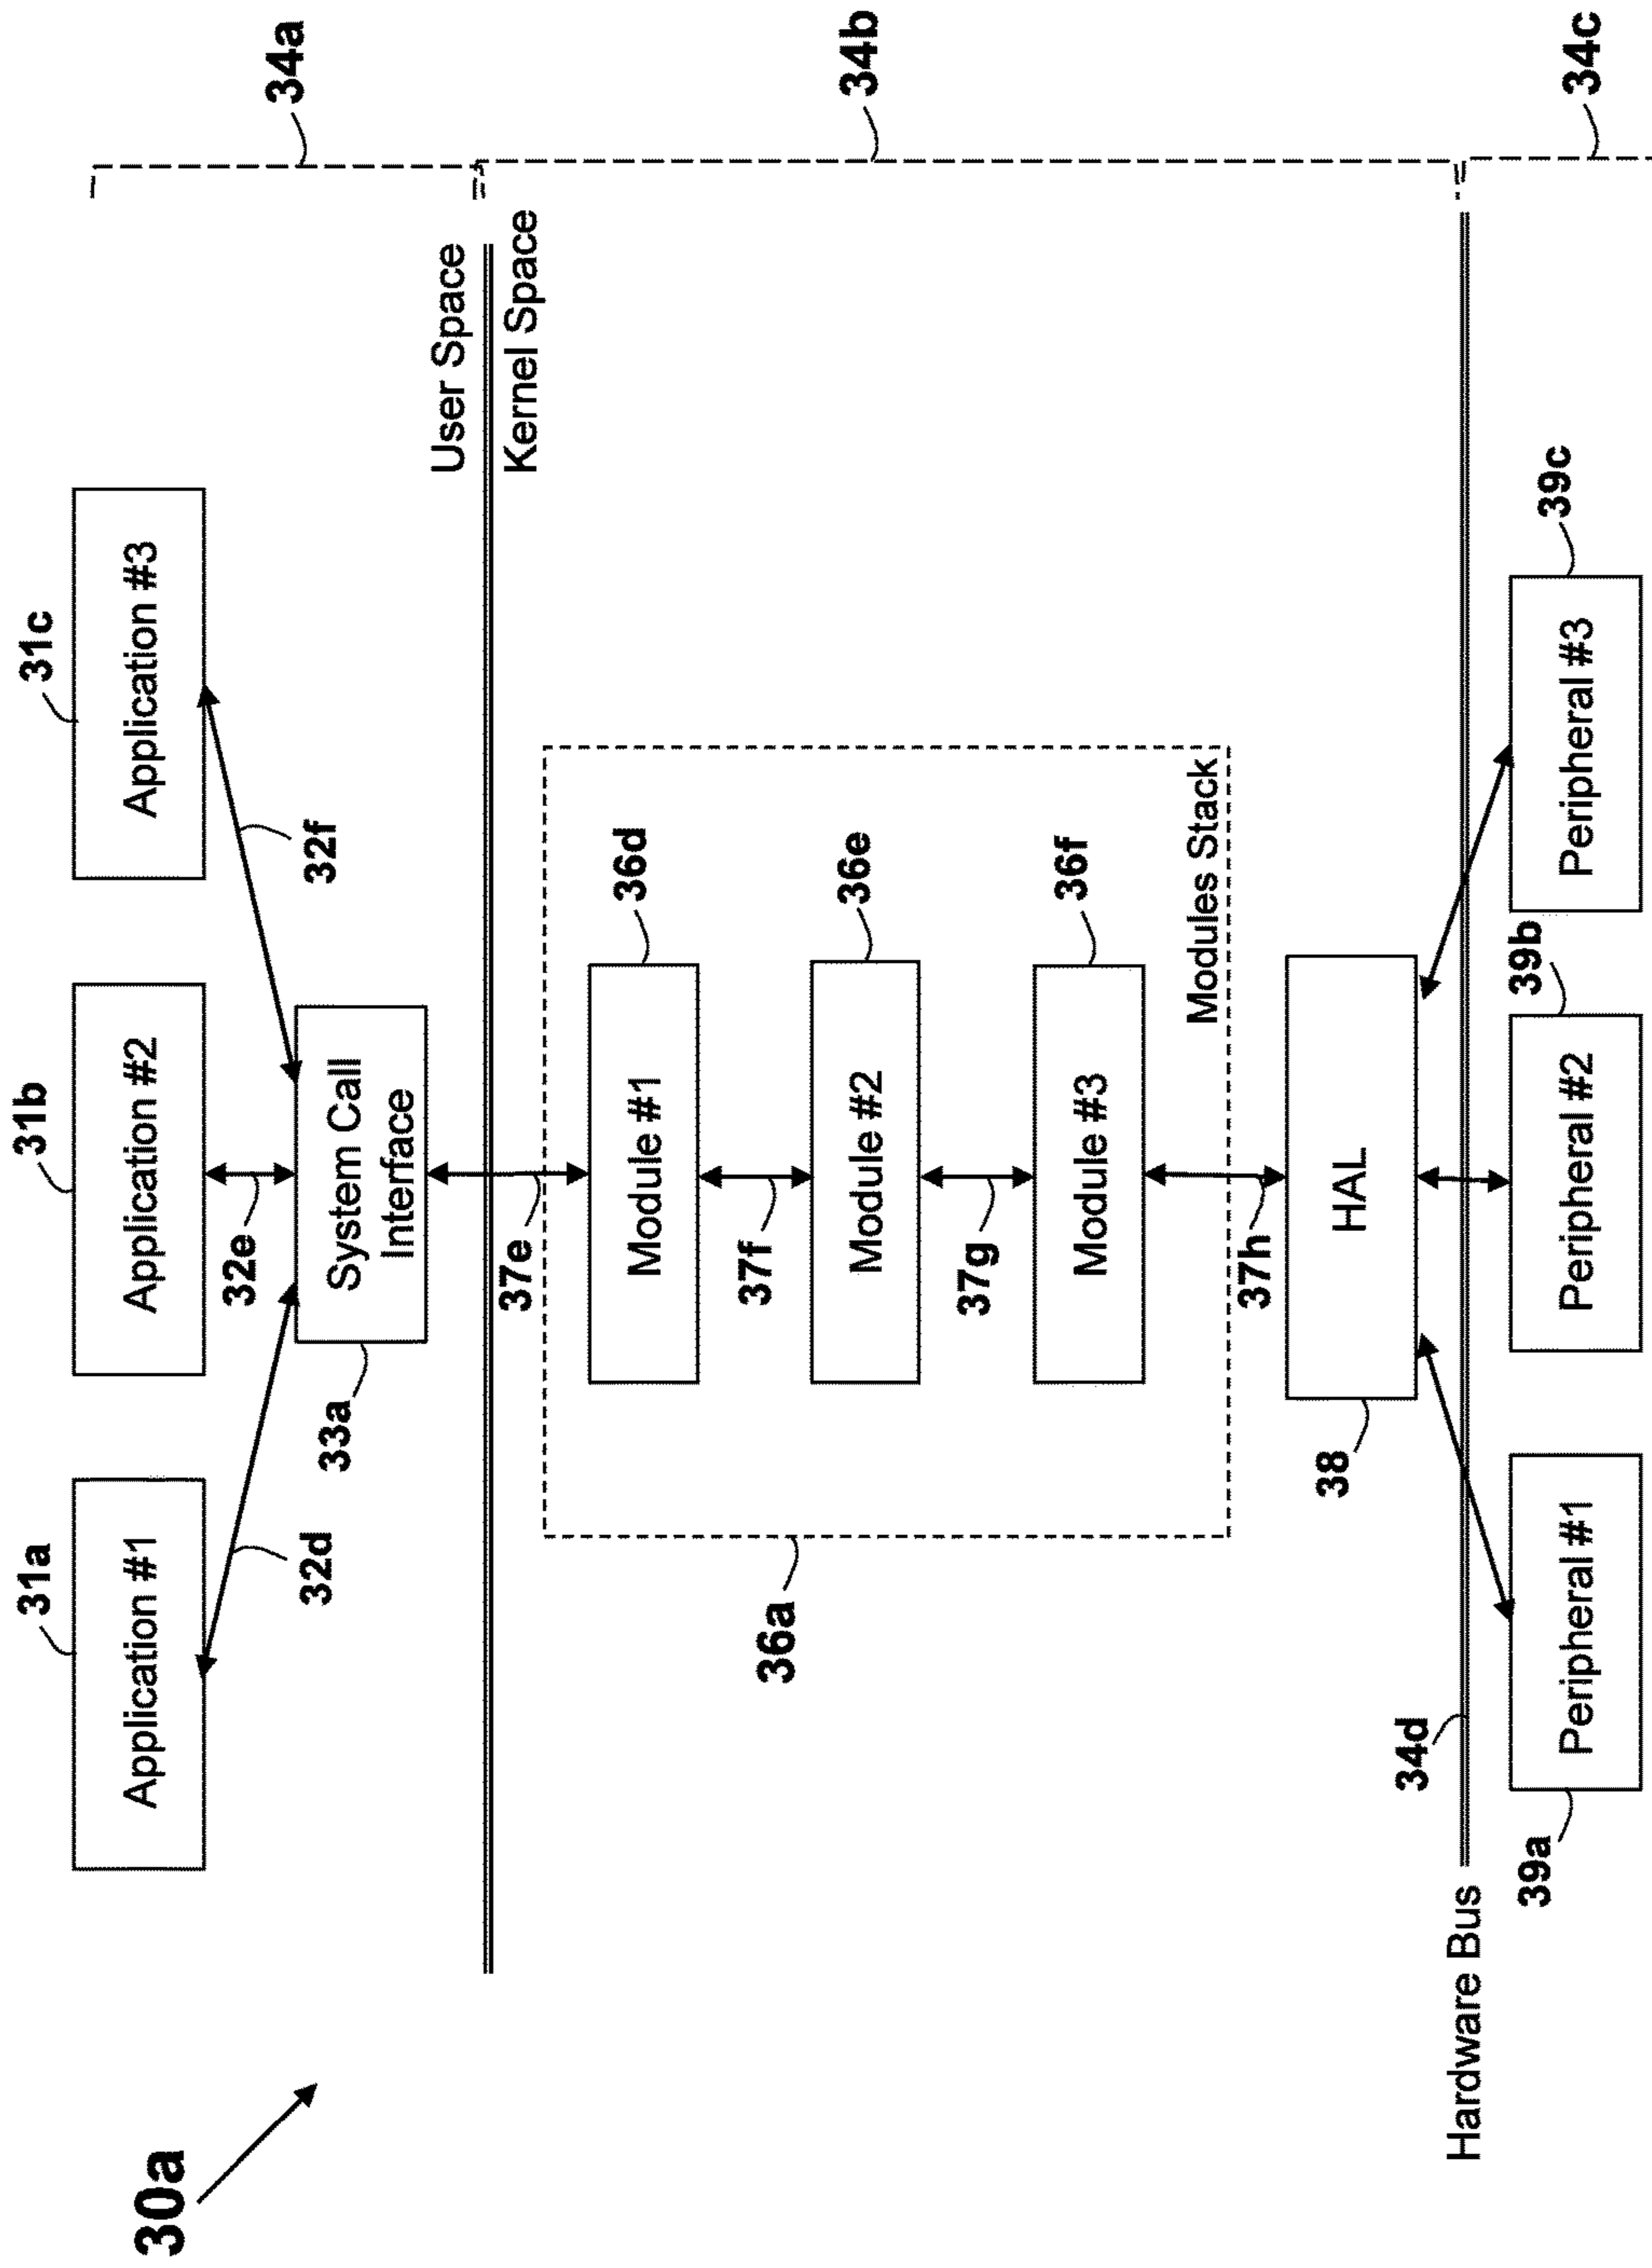 30a
31a
31b
31c
34a
Application #1
Application #2
Application #3
32d
32e
32f
System Call
Interface
33a
User Space
Kernel Space
37e
34b
36a
Module #1
36d
37f
Module #2
36e
37g
Module #3
36f
Modules Stack
37h
HAL
38
34d
Hardware Bus
34c
39a
39b
39c
Peripheral #1
Peripheral #2
Peripheral #3